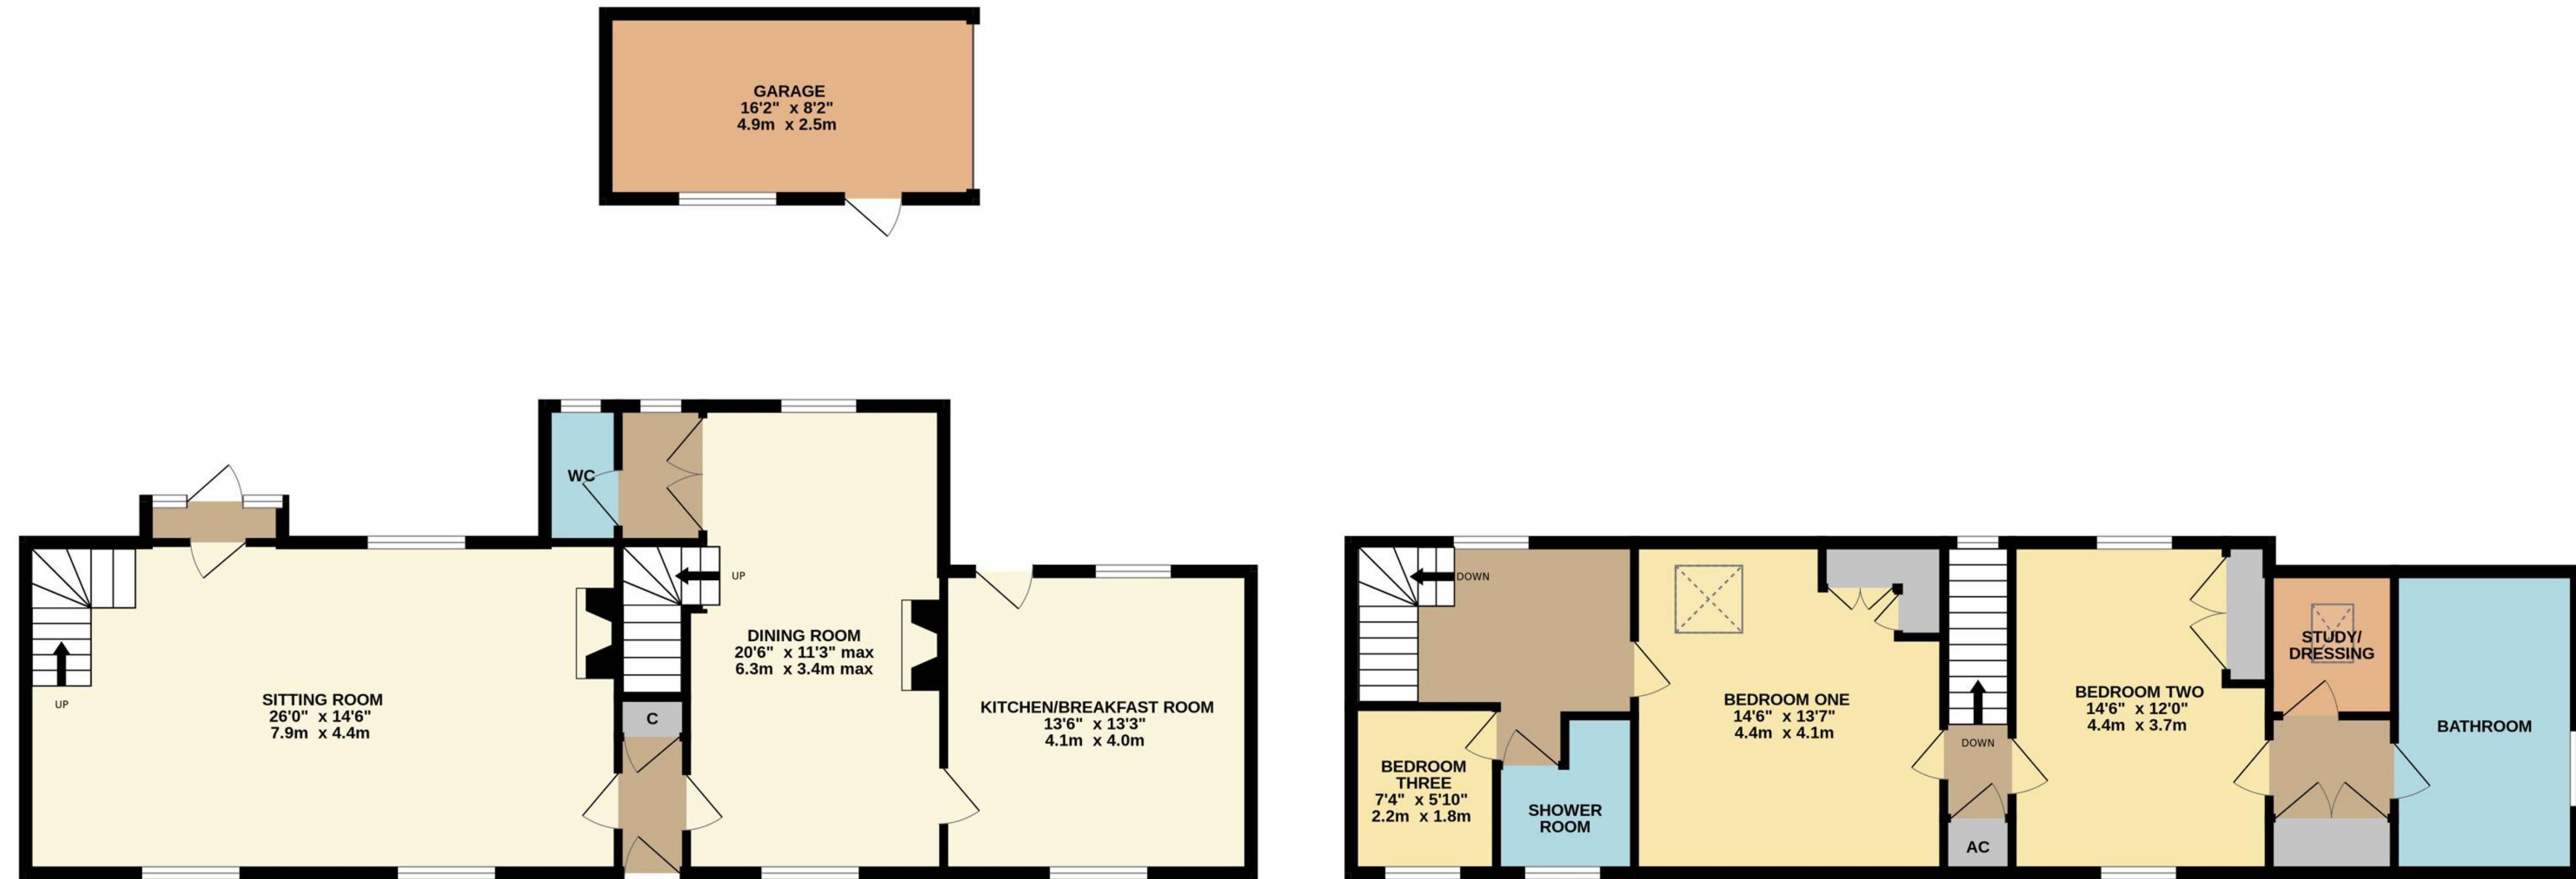 GARAGE
16'2" x 8'2"
4.9m x 2.5m
WC
UP
DINING ROOM
20'6" x 11'3" max
6.3m x 3.4m max
SITTING ROOM
26'0" x 14'6"
7.9m x 4.4m
UP
C
KITCHEN/BREAKFAST ROOM
13'6" x 13'3"
4.1m x 4.0m
DOWN
BEDROOM ONE
14'6" x 13'7"
4.4m x 4.1m
BEDROOM
THREE
7'4" x 5'10"
2.2m x 1.8m
SHOWER
ROOM
DOWN
AC
BEDROOM TWO
14'6" x 12'0"
4.4m x 3.7m
STUDY/
DRESSING
BATHROOM